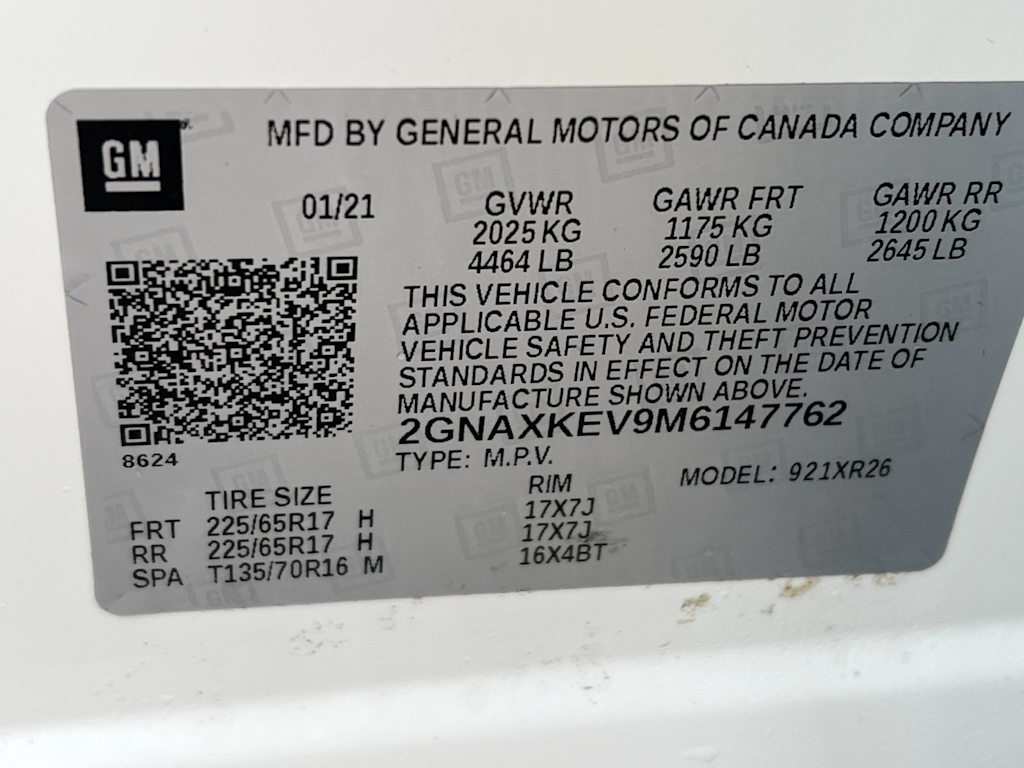 GM
MFD BY GENERAL MOTORS OF CANADA COMPANY
01/21 GVWR GAWR FRT GAWR RR
2025 KG 1175 KG 1200 KG
4464 LB 2590 LB 2645 LB
THIS VEHICLE CONFORMS TO ALL
APPLICABLE U.S. FEDERAL MOTOR
VEHICLE SAFETY AND THEFT PREVENTION
STANDARDS IN EFFECT ON THE DATE OF
MANUFACTURE SHOWN ABOVE.
2GNAXKEV9M6147762
8624
TYPE: M.P.V. MODEL: 921XR26
TIRE SIZE RIM
FRT 225/65R17 H 17X7J
RR 225/65R17 H 17X7J
SPA T135/70R16 M 16X4BT